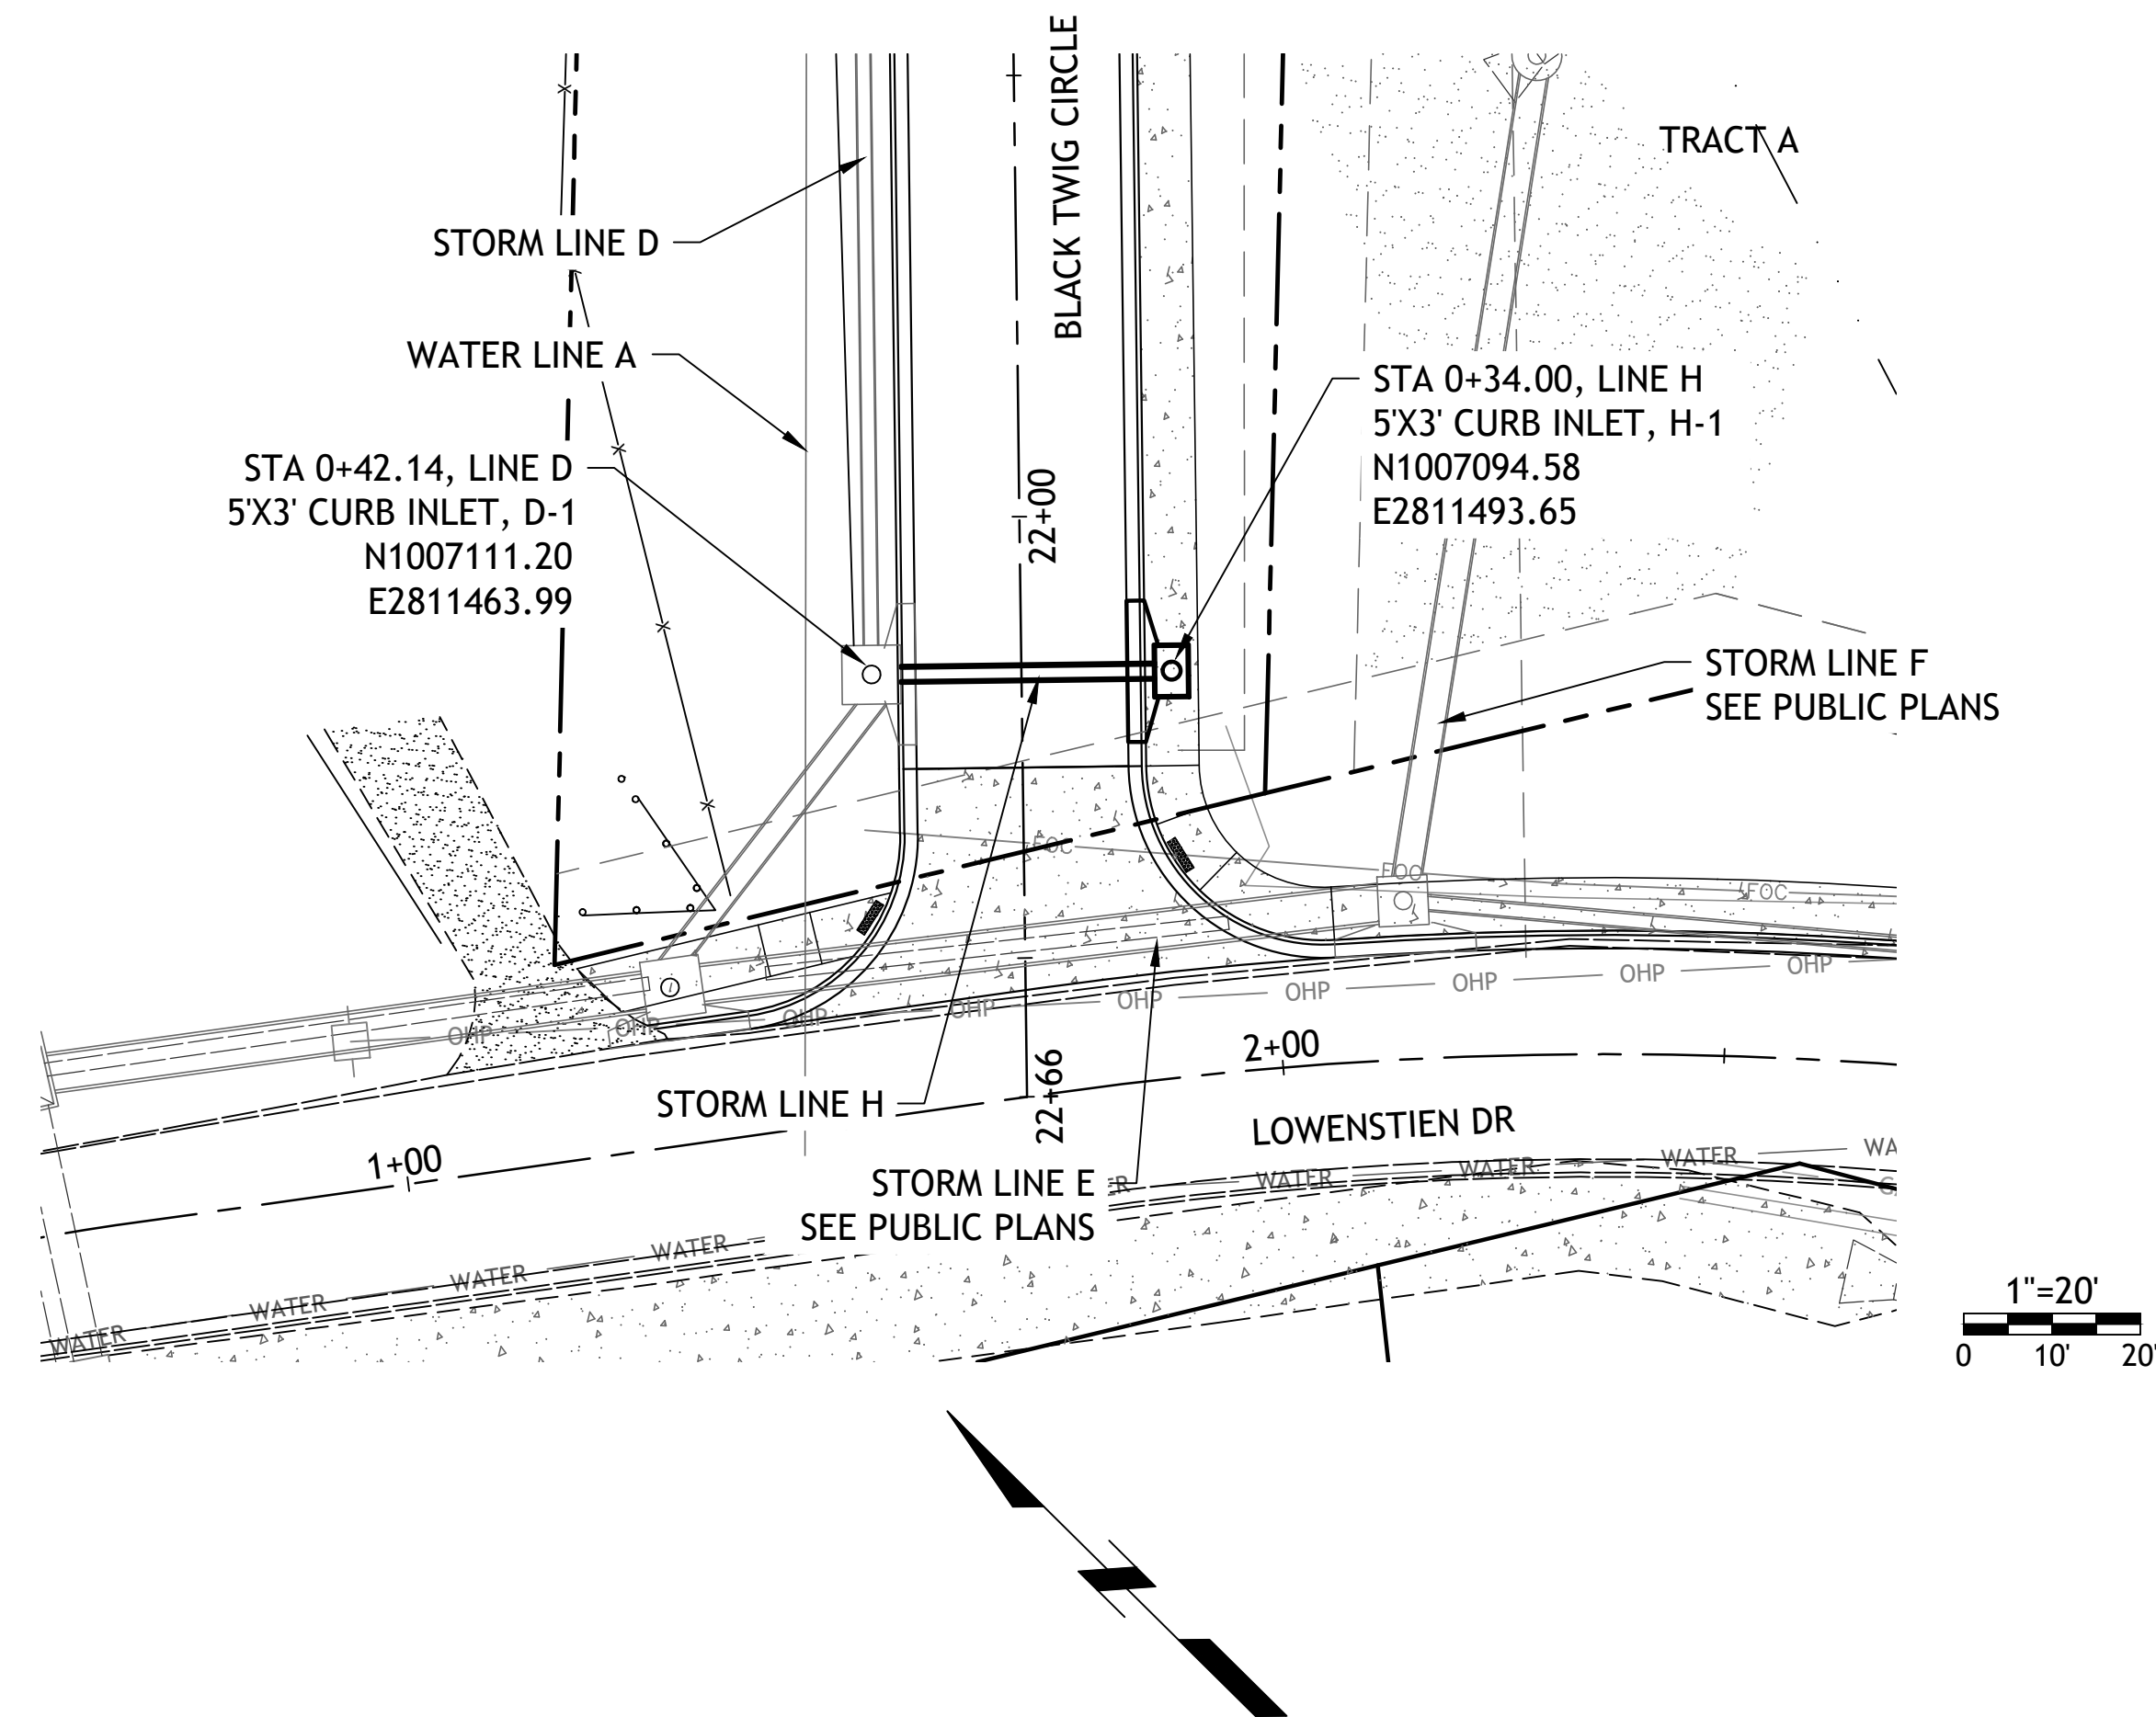 BLACK TWIG CIRCLE
TRACT A
STORM LINE D
WATER LINE A
STA 0+42.14, LINE D
5'X3' CURB INLET, D-1
N1007111.20
E2811463.99
22+00
STA 0+34.00, LINE H
5'X3' CURB INLET, H-1
N1007094.58
E2811493.65
STORM LINE F
SEE PUBLIC PLANS
FOC
FOC
FOC
OHP
OHP
OHP
OHP
OHP
OHP
OHP
OHP
OHP
STORM LINE H
22+66
2+00
LOWENSTIEN DR
1+00
STORM LINE E
SEE PUBLIC PLANS
WATER
WATER
WATER
WATER
WATER
WATER
WATER
WA
1"=20'
0 10' 20'